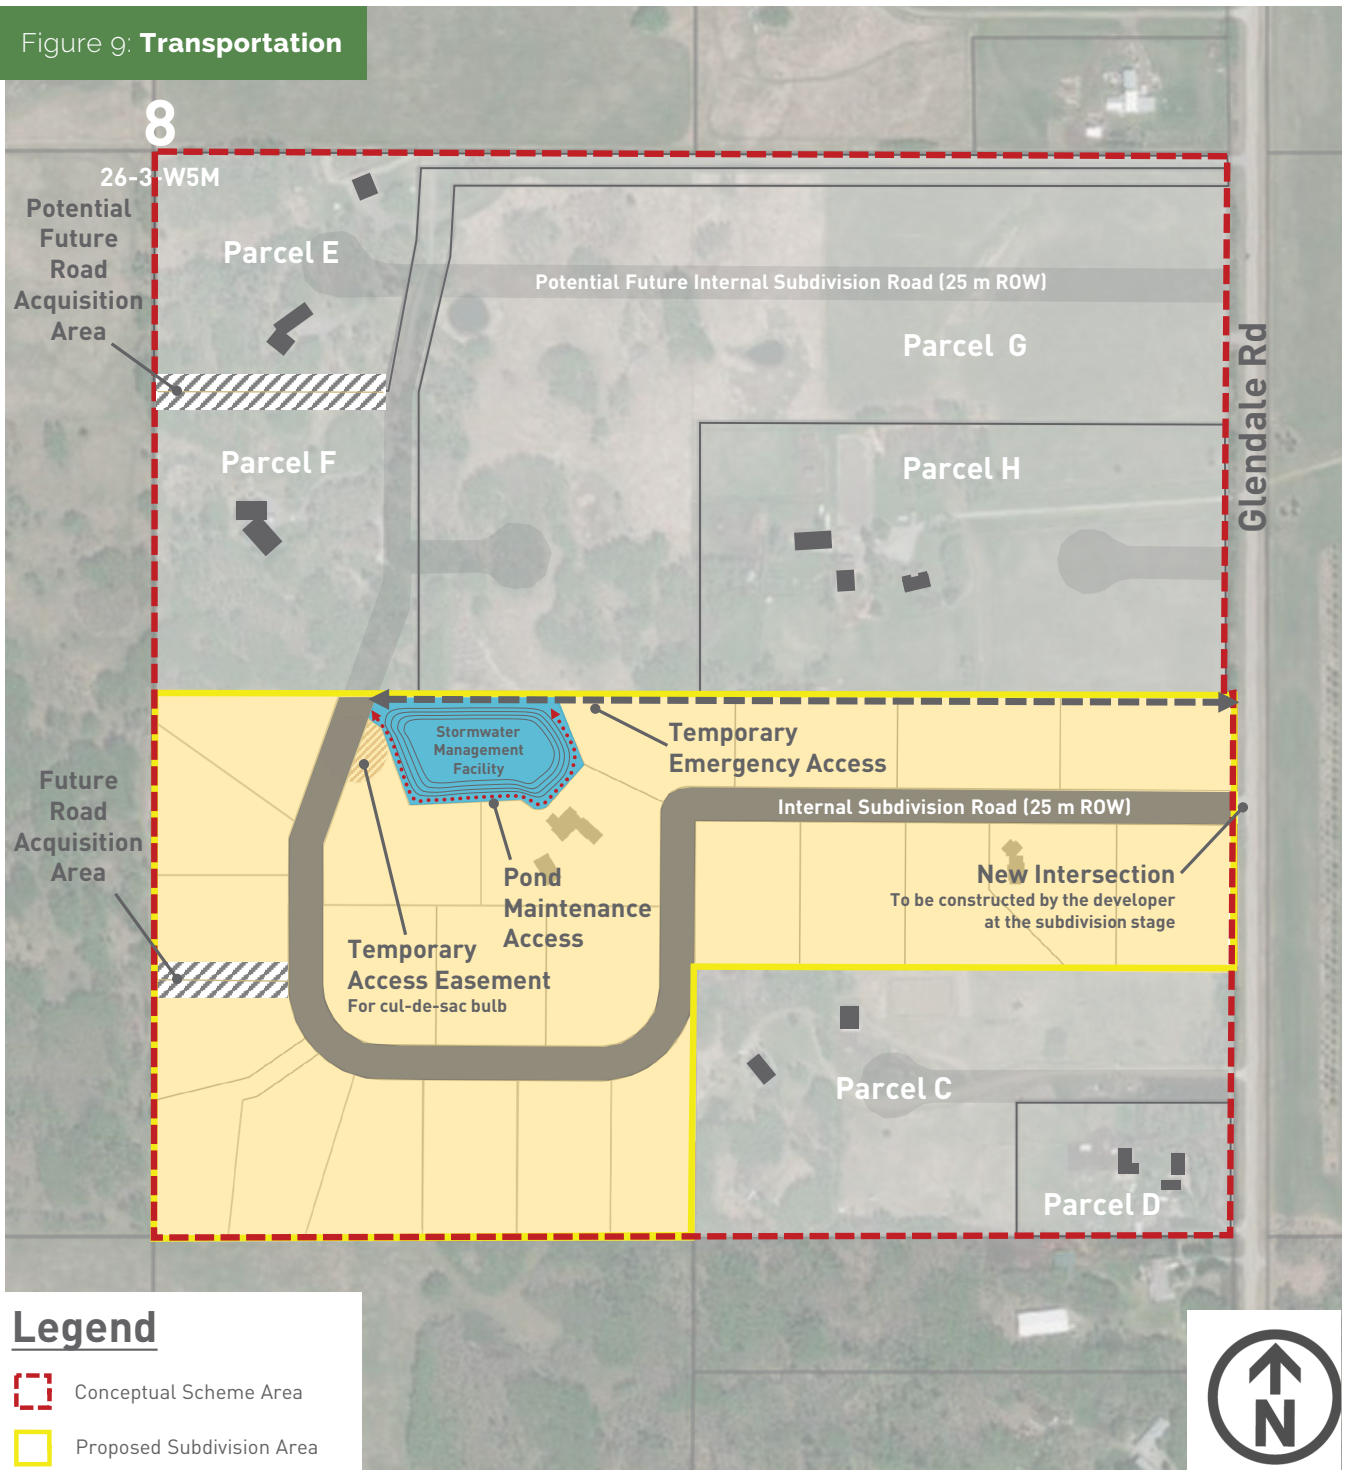 Figure 9: Transportation
8
26-3-W5M
Potential
Future
Road
Acquisition
Area
Parcel E
Potential Future Internal Subdivision Road (25 m ROW)
Parcel G
Glendale Rd
Parcel F
Parcel H
Stormwater
Management
Facility
Temporary
Emergency Access
Future
Road
Acquisition
Area
Internal Subdivision Road (25 m ROW)
New Intersection
To be constructed by the developer
at the subdivision stage
Pond
Maintenance
Access
Temporary
Access Easement
For cul-de-sac bulb
Parcel C
Parcel D
Legend
Conceptual Scheme Area
Proposed Subdivision Area
N